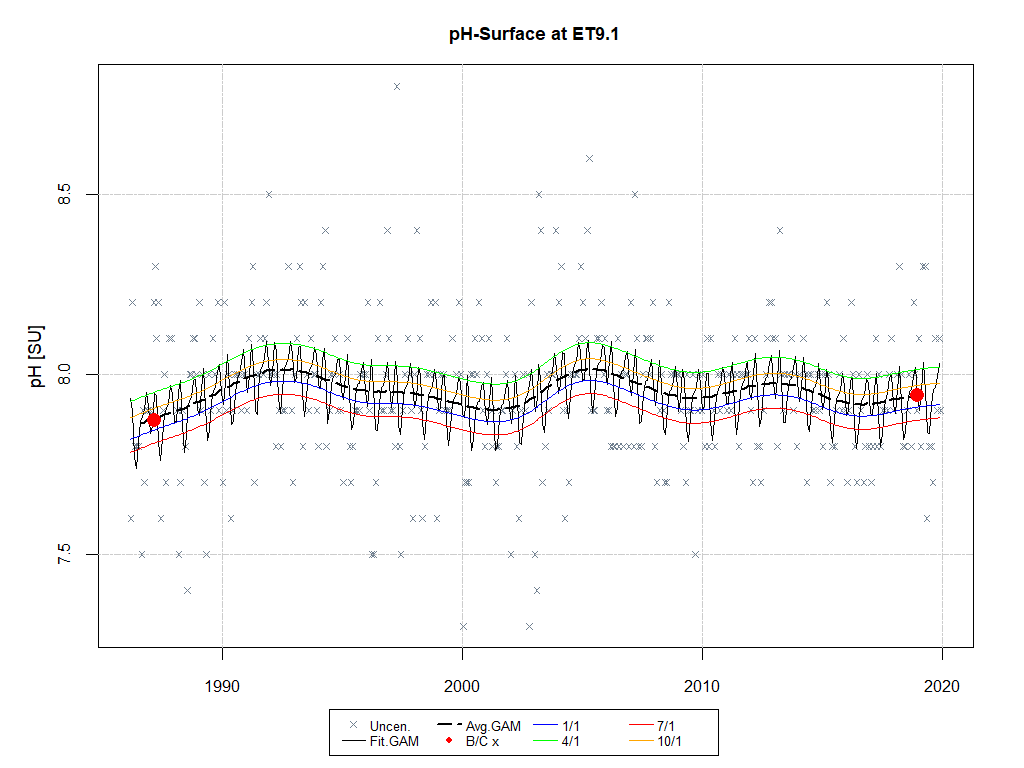 pH-Surface at ET9.1
pH [SU]
8.5
8.0
7.5
1990 2000 2010 2020
Uncen. Avg.GAM 1/1 7/1
Fit.GAM B/C x 4/1 10/1